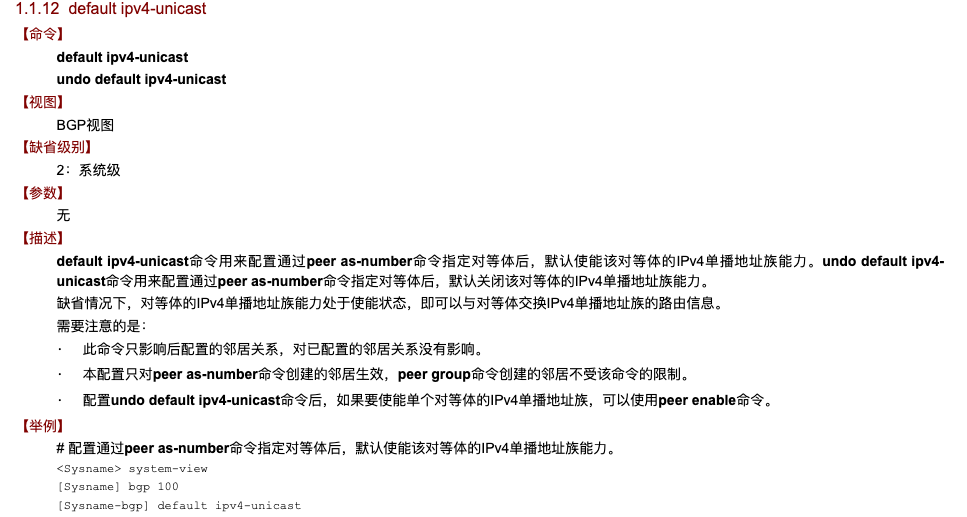 1.1.12 default ipv4-unicast
【命令】
default ipv4-unicast
undo default ipv4-unicast
【视图】
BGP视图
【缺省级别】
2：系统级
【参数】
无
【描述】
default ipv4-unicast命令用来配置通过peer as-number命令指定对等体后，默认使能该对等体的IPv4单播地址族能力。undo default ipv4-
unicast命令用来配置通过peer as-number命令指定对等体后，默认关闭该对等体的IPv4单播地址族能力。
缺省情况下，对等体的IPv4单播地址族能力处于使能状态，即可以与对等体交换IPv4单播地址族的路由信息。
需要注意的是：
· 此命令只影响后配置的邻居关系，对已配置的邻居关系没有影响。
· 本配置只对peer as-number命令创建的邻居生效，peer group命令创建的邻居不受该命令的限制。
· 配置undo default ipv4-unicast命令后，如果要使能单个对等体的IPv4单播地址族，可以使用peer enable命令。
【举例】
# 配置通过peer as-number命令指定对等体后，默认使能该对等体的IPv4单播地址族能力。
<Sysname> system-view
[Sysname] bgp 100
[Sysname-bgp] default ipv4-unicast